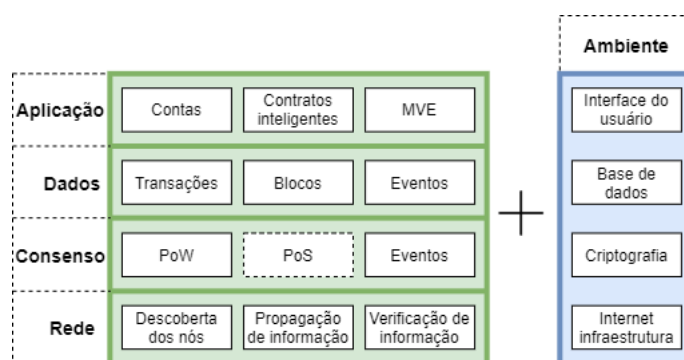 Ambiente
Aplicação
Contas
Contratos
inteligentes
MVE
Interface do
usuário
Dados
Transações
Blocos
Eventos
Base de
dados
Consenso
PoW
PoS
Eventos
Criptografia
Rede
Descoberta
dos nós
Propagação
de informação
Verificação de
informação
Internet
infraestrutura